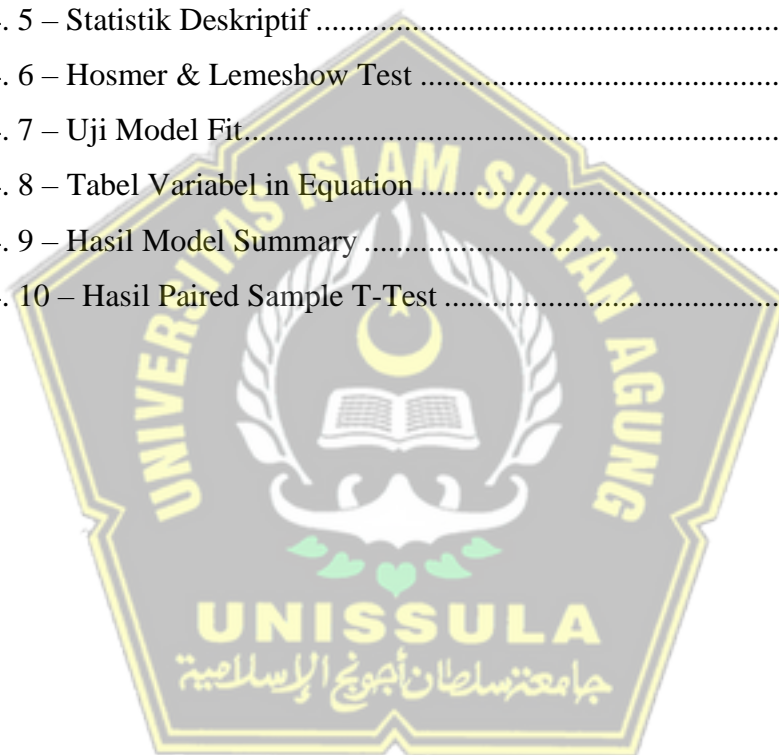 . 5 – Statistik Deskriptif ....................................................................
. 6 – Hosmer & Lemeshow Test .............................................
. 7 – Uji Model Fit....................................................................
. 8 – Tabel Variabel in Equation .............................................
. 9 – Hasil Model Summary ....................................................
. 10 – Hasil Paired Sample T-Test ..........................................
UNIVERSITAS ISLAM SULTAN AGUNG
UNISSULA
جامعتسلطان أجونج الإسلامية